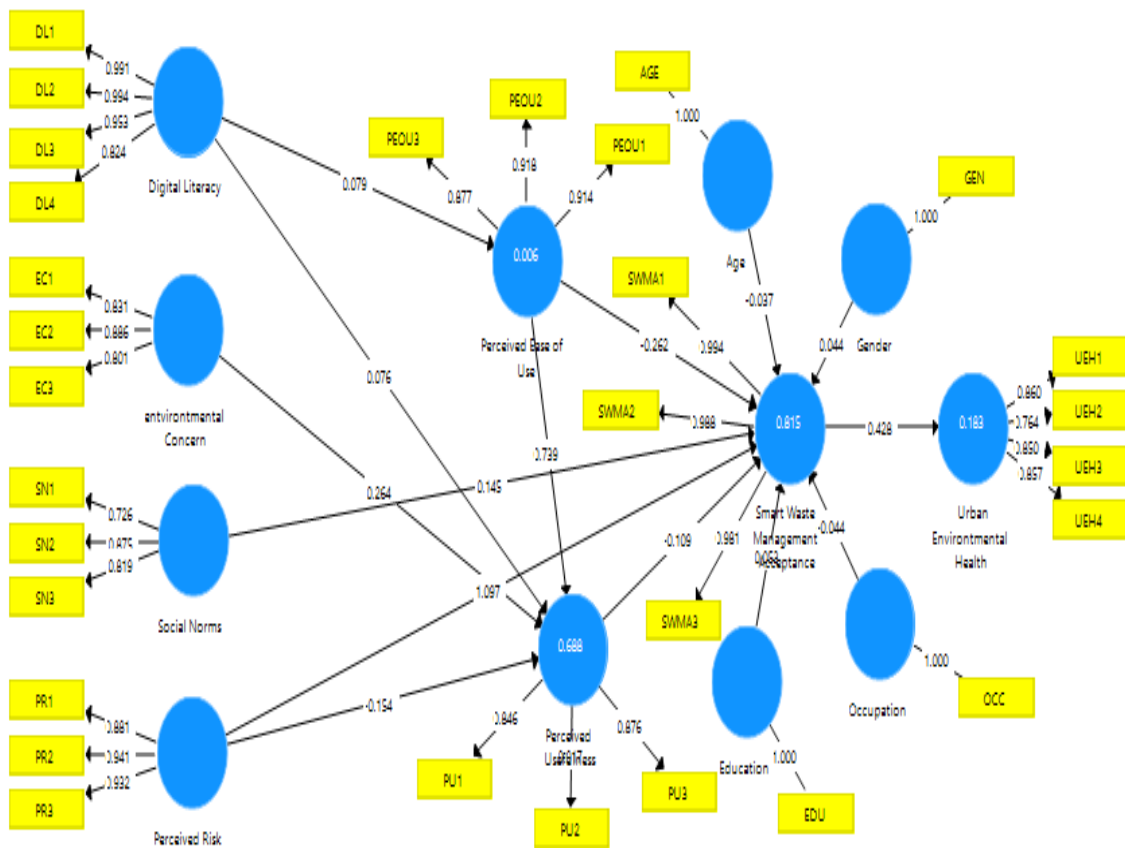 DL1
DL2
DL3
DL4
0.991
0.994
0.953
0.824
Digital Literacy
EC1
EC2
EC3
0.831
0.886
0.801
entvirontmental
Concern
SN1
SN2
SN3
0.726
0.875
0.819
Social Norms
PR1
PR2
PR3
0.881
0.941
0.932
Perceived Risk
0.079
0.076
0.264
0.145
1.097
-0.154
PEOU3
PEOU2
PEOU1
0.877
0.918
0.914
0.006
Perceived Ease of
Use
-0.262
0.739
AGE
1.000
Age
-0.037
GEN
1.000
Gender
0.044
SWMA1
SWMA2
SWMA3
0.994
0.988
0.981
0.815
Smart Waste
Management
Acceptance
0.428
0.183
Urban
Environmental
Health
0.860
0.764
0.850
0.857
UEH1
UEH2
UEH3
UEH4
-0.109
0.688
Perceived
Usefulness
0.846
0.876
PU1
PU2
PU3
Education
1.000
EDU
-0.044
Occupation
1.000
OCC